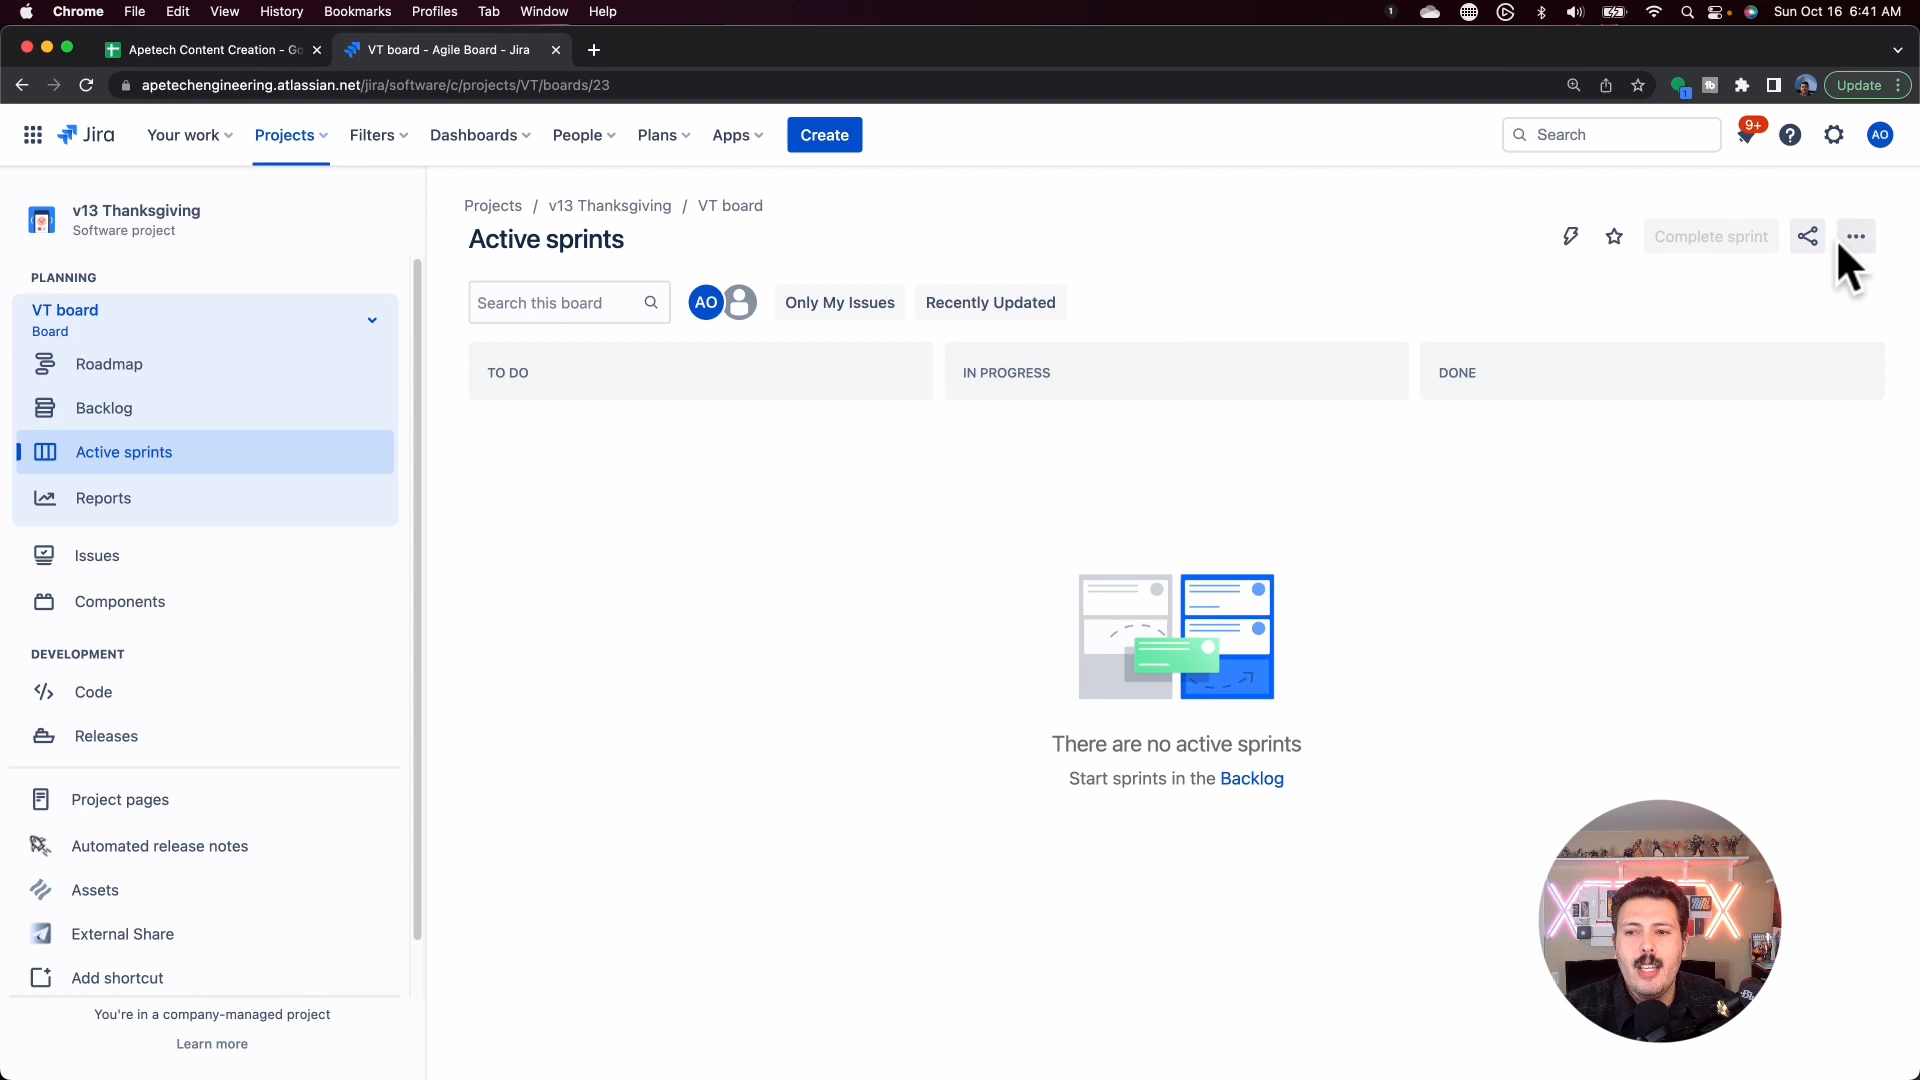 Chrome File Edit View History Bookmarks Profiles Tab Window Help
1
Sun Oct 16 6:41 AM
Apetech Content Creation - Go
VT board - Agile Board - Jira
apetechengineering.atlassian.net/jira/software/c/projects/VT/boards/23
1
tb
Update
Jira
Your work
Projects
Filters
Dashboards
People
Plans
Apps
Create
Search
9+
AO
v13 Thanksgiving
Software project
PLANNING
VT board
Board
Roadmap
Backlog
Active sprints
Reports
Issues
Components
DEVELOPMENT
Code
Releases
Project pages
Automated release notes
Assets
External Share
Add shortcut
You're in a company-managed project
Learn more
Projects / v13 Thanksgiving / VT board
Active sprints
Complete sprint
Search this board
AO
Only My Issues
Recently Updated
TO DO
IN PROGRESS
DONE
There are no active sprints
Start sprints in the Backlog